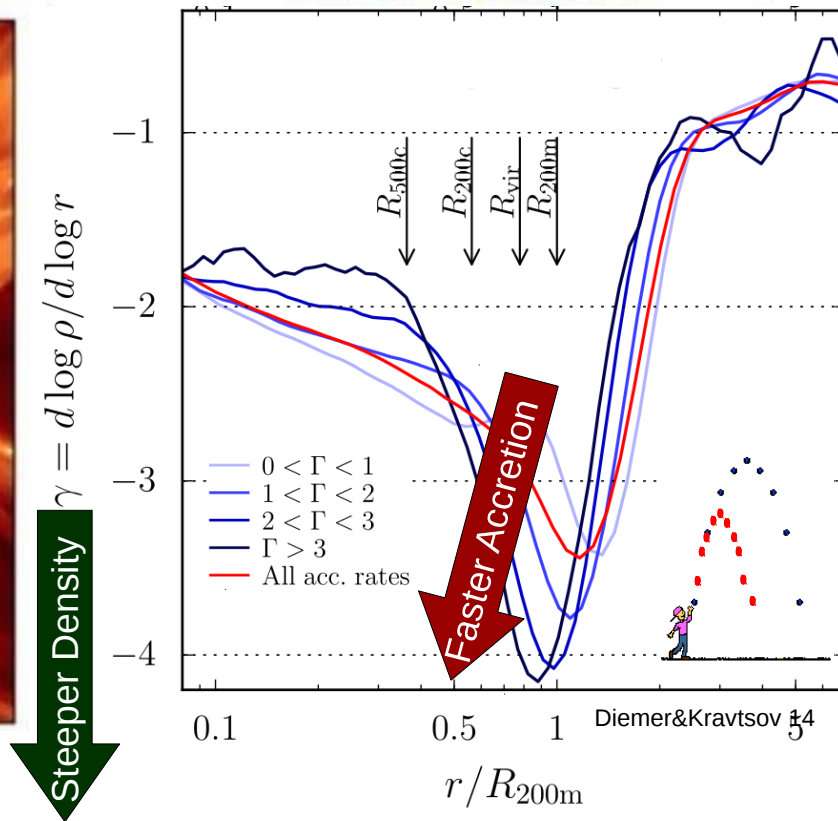 −1
−2
−3
−4
γ = d log ρ/d log r
Steeper Density
R500c
R200c
Rvir
R200m
0 < Γ < 1
1 < Γ < 2
2 < Γ < 3
Γ > 3
All acc. rates
Faster Accretion
0.1
0.5
1
5
Diemer&Kravtsov 14
r/R200m